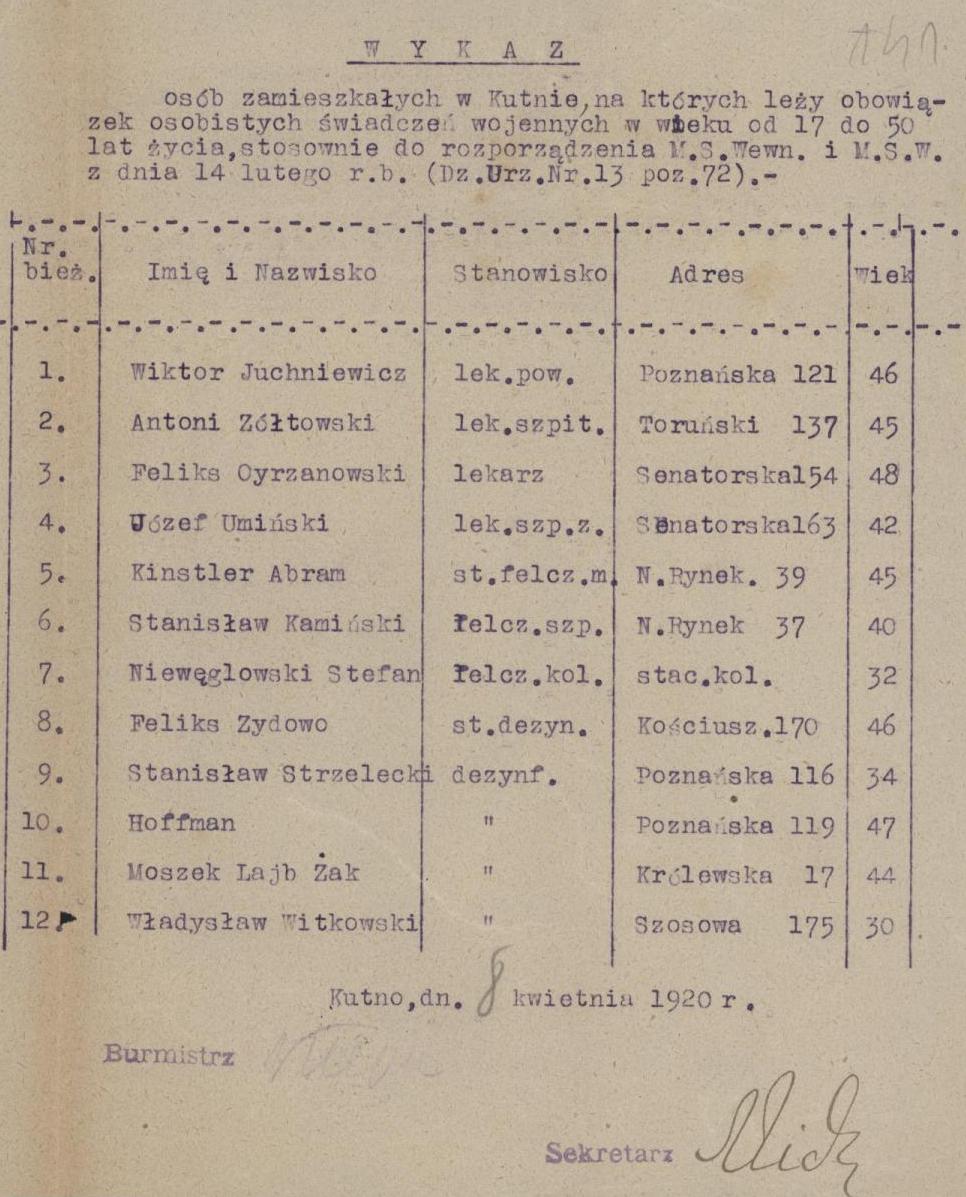 W Y K A Z
osób zamieszkałych w Kutnie, na których leży obowią-
zek osobistych świadczeń wojennych w wieku od 17 do 50
lat życia, stosownie do rozporządzenia M.S.Wewn. i M.S.W.
z dnia 14 lutego r.b. (Dz.Urz.Nr.13 poz.72).-
Nr. bież. Imię i Nazwisko Stanowisko Adres Wiek
1. Wiktor Juchniewicz lek.pow. Poznańska 121 46
2. Antoni Zółtowski lek.szpit. Toruński 137 45
3. Feliks Cyrzanowski lekarz Senatorska154 48
4. Józef Umiński lek.szp.z. Senatorska163 42
5. Kinstler Abram st.felcz.m. N.Rynek. 39 45
6. Stanisław Kamiński felcz.szp. N.Rynek 37 40
7. Niewęglowski Stefan felcz.kol. stac.kol. 32
8. Feliks Zydowo st.dezyn. Kościusz.170 46
9. Stanisław Strzelecki dezynf. Poznańska 116 34
10. Hoffman " Poznańska 119 47
11. Moszek Lajb Żak " Królewska 17 44
12. Władysław Witkowski " Szosowa 175 30
Kutno,dn. 8 kwietnia 1920 r.
Burmistrz
Sekretarz